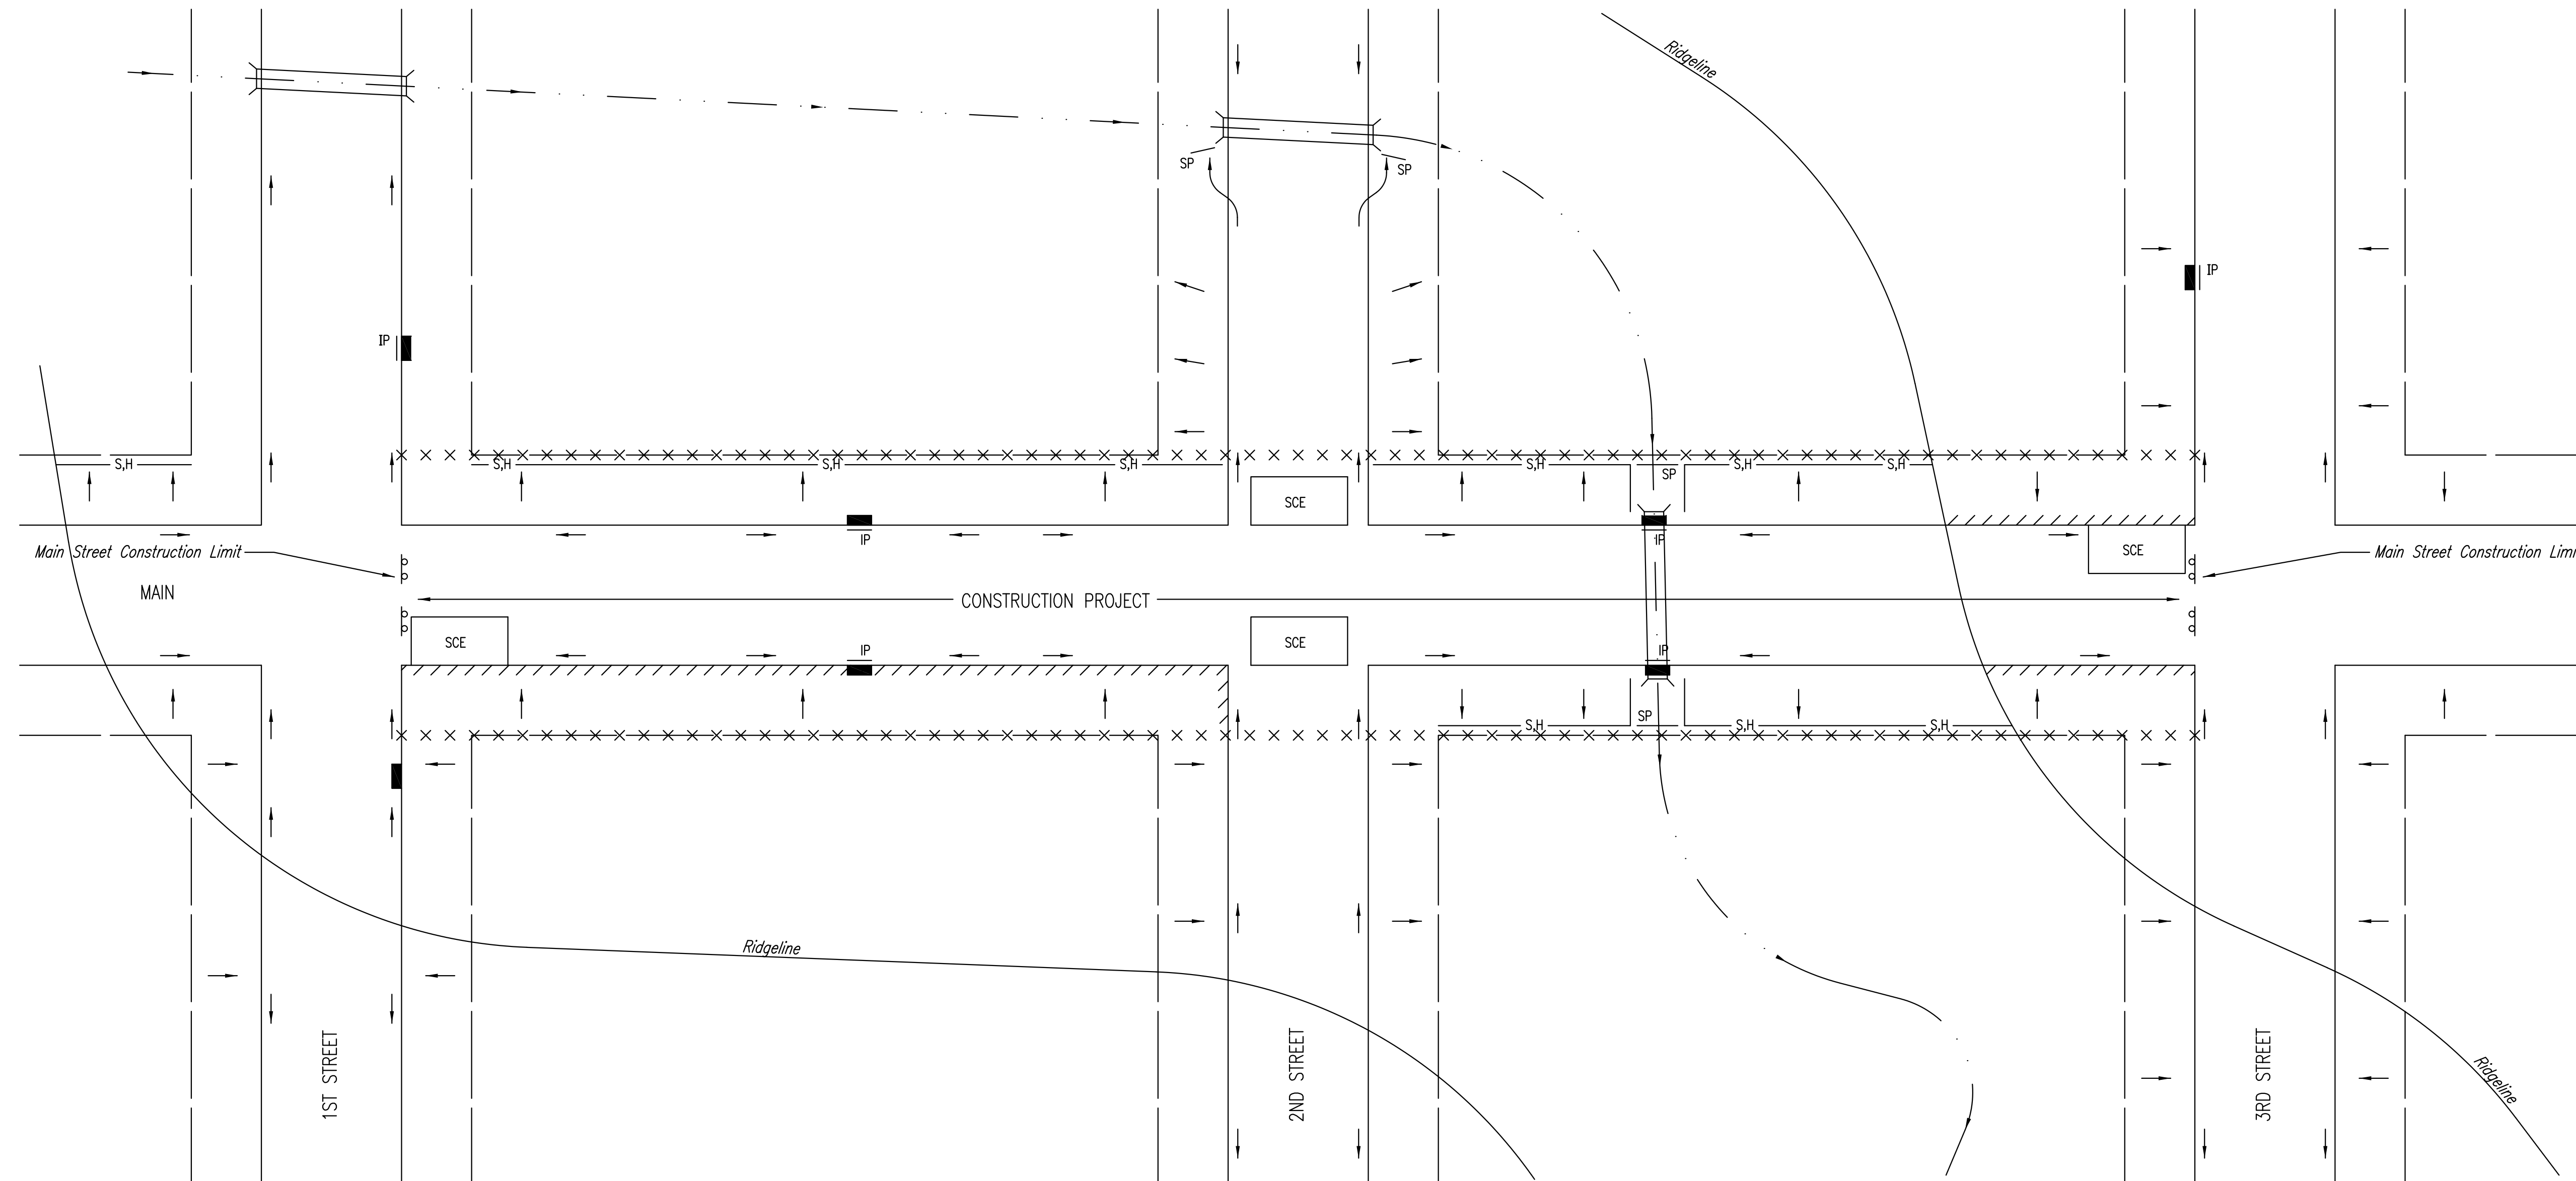 Ridgeline
SP
SP
IP
IP
S,H
S,H
S,H
S,H
S,H
SP
S,H
S,H
SCE
IP
IP
Main Street Construction Limit
SCE
Main Street Construction Limi
MAIN
CONSTRUCTION PROJECT
SCE
SCE
IP
IP
S,H
SP
S,H
S,H
Ridgeline
1ST STREET
2ND STREET
3RD STREET
Ridgeline